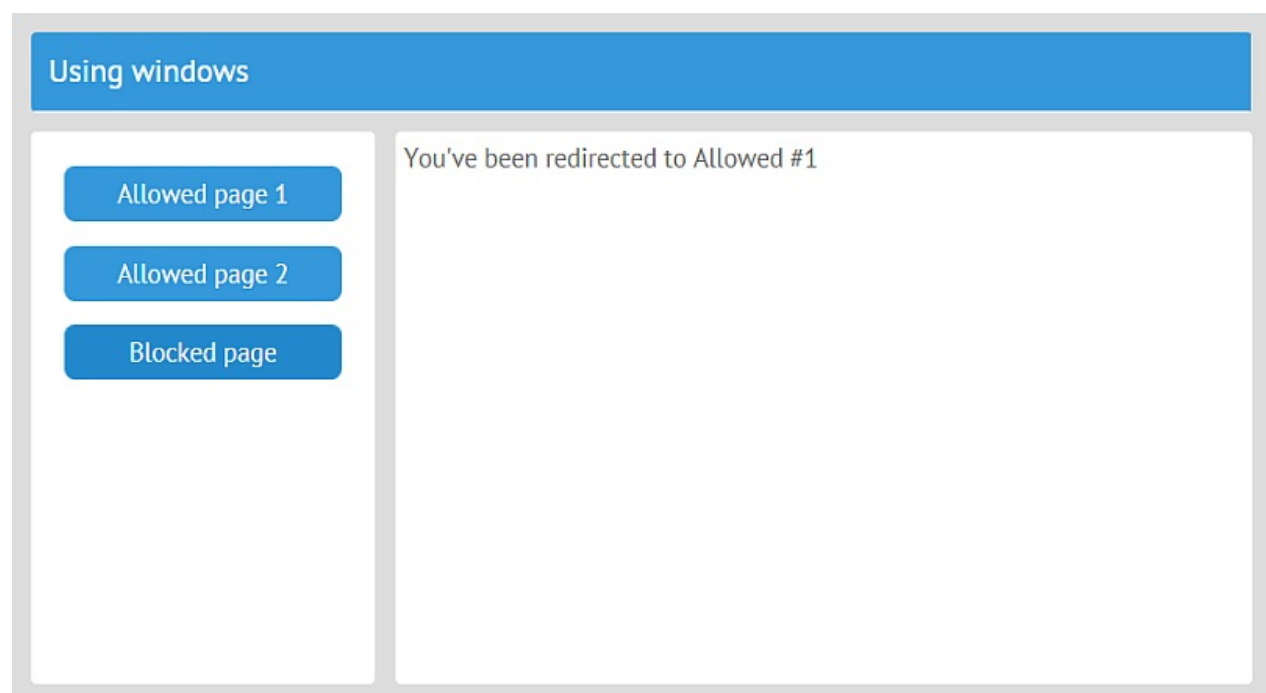 Using windows
Allowed page 1
Allowed page 2
Blocked page
You've been redirected to Allowed #1